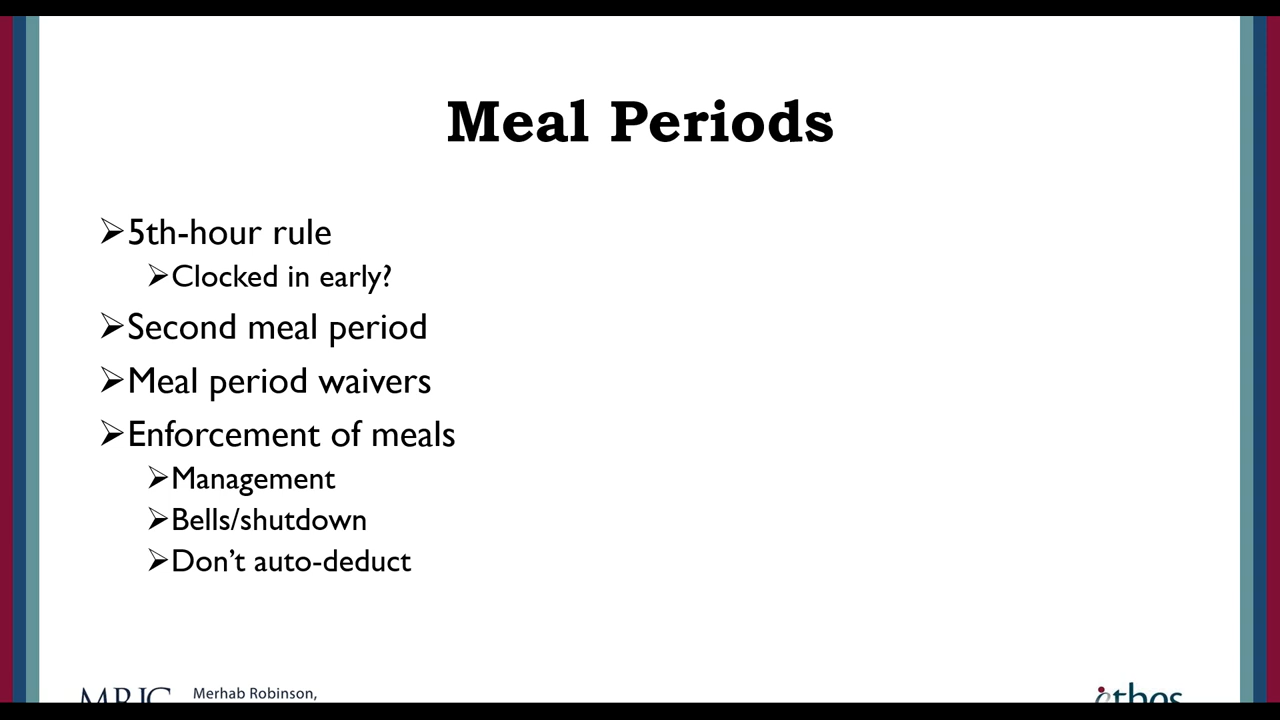 Meal Periods
➢5th-hour rule
➢Clocked in early?
➢Second meal period
➢Meal period waivers
➢Enforcement of meals
➢Management
➢Bells/shutdown
➢Don’t auto-deduct
MRJC Merhab Robinson,
ethos